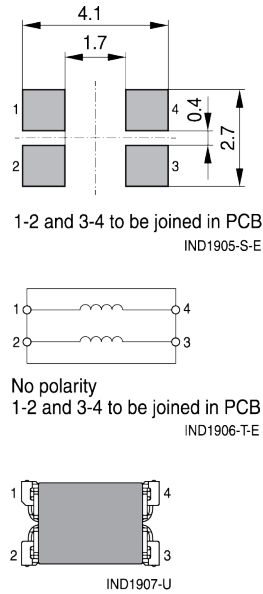 4.1
1.7
1
4
0.4
2.7
2
3
1-2 and 3-4 to be joined in PCB
IND1905-S-E
1
4
2
3
No polarity
1-2 and 3-4 to be joined in PCB
IND1906-T-E
1
4
2
3
IND1907-U